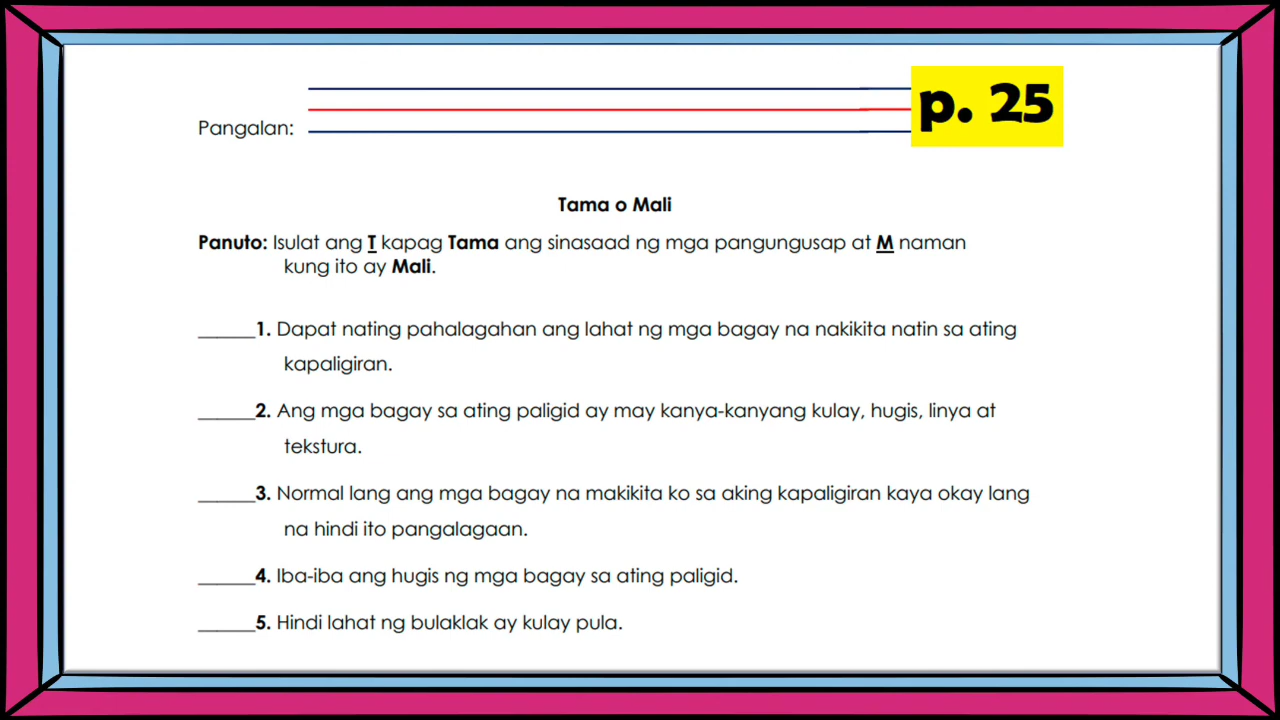 p. 25
Pangalan:
Tama o Mali
Panuto: Isulat ang T kapag Tama ang sinasaad ng mga pangungusap at M naman
kung ito ay Mali.
______1. Dapat nating pahalagahan ang lahat ng mga bagay na nakikita natin sa ating
kapaligiran.
______2. Ang mga bagay sa ating paligid ay may kanya-kanyang kulay, hugis, linya at
tekstura.
______3. Normal lang ang mga bagay na makikita ko sa aking kapaligiran kaya okay lang
na hindi ito pangalagaan.
______4. Iba-iba ang hugis ng mga bagay sa ating paligid.
______5. Hindi lahat ng bulaklak ay kulay pula.